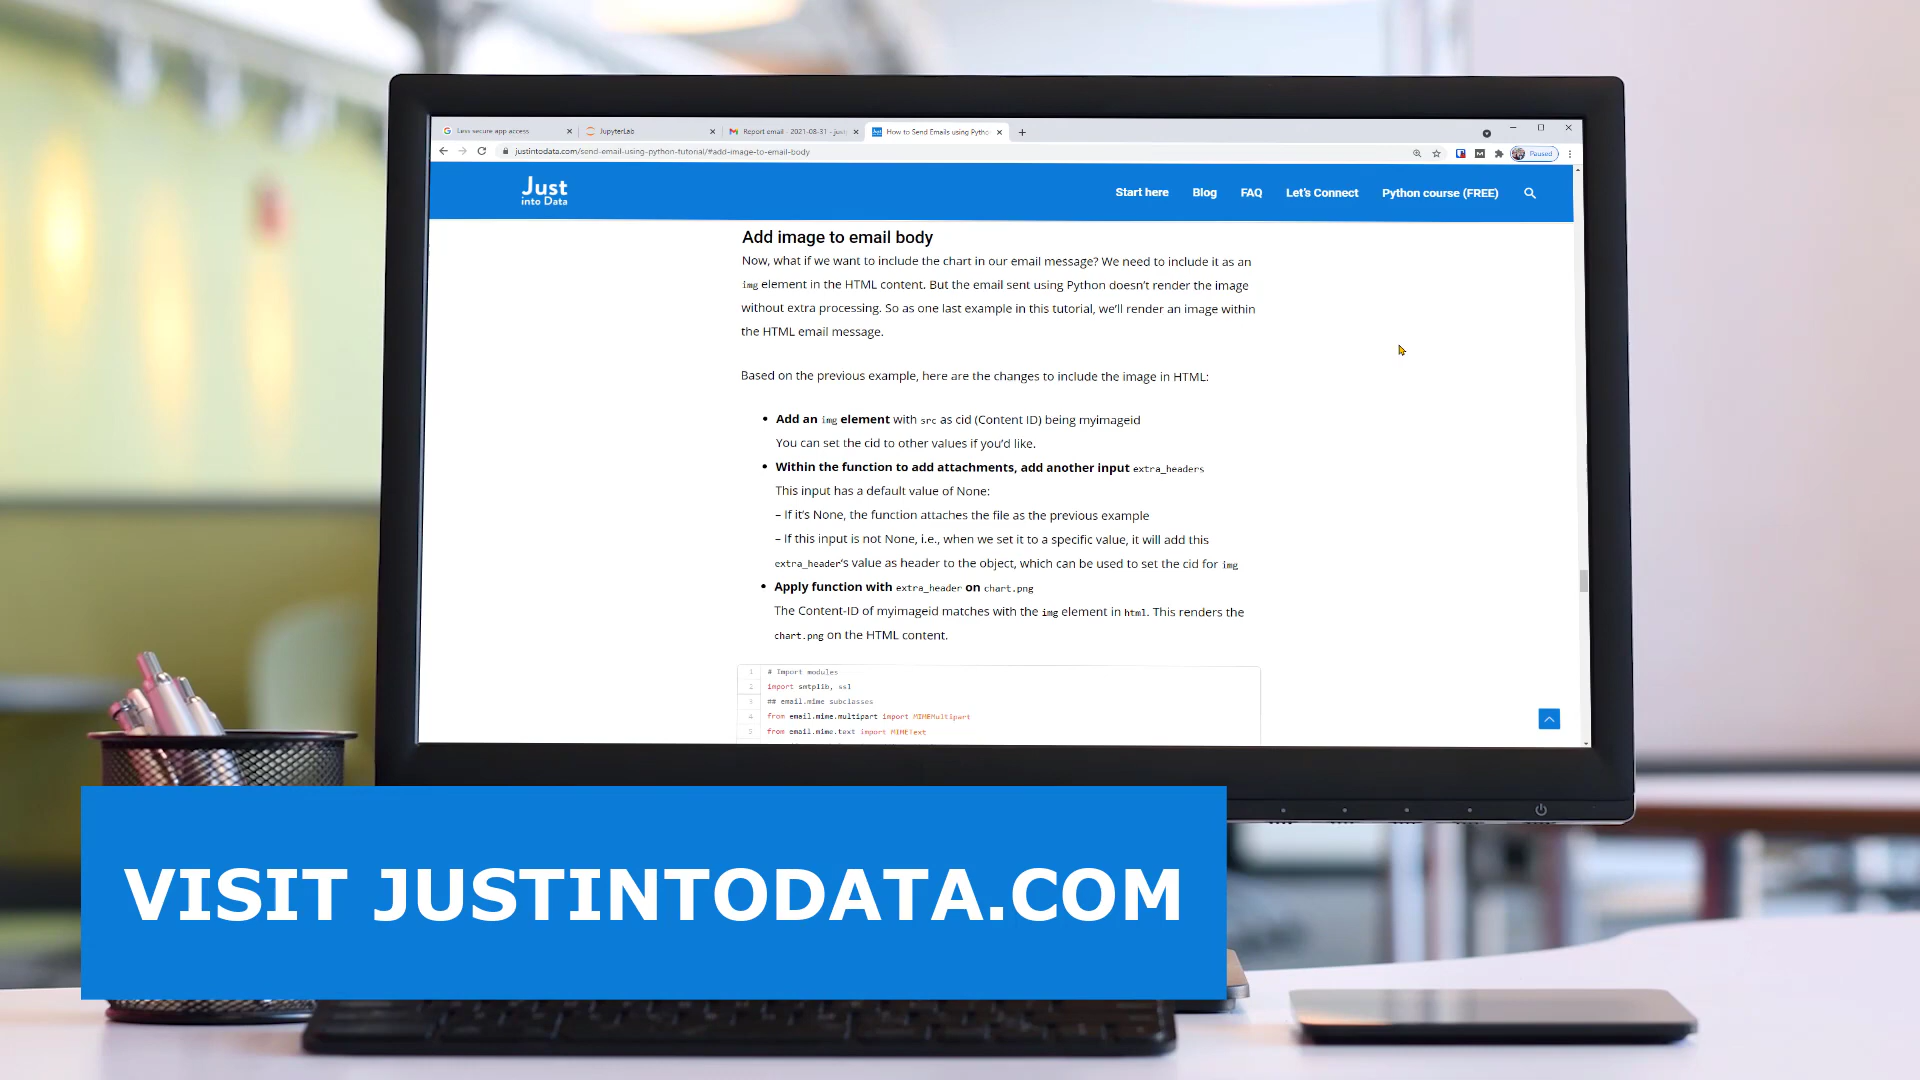 Less secure app access
JupyterLab
Report email - 2021-08-31 - just
How to Send Emails using Pytho
justintodata.com/send-email-using-python-tutorial/#add-image-to-email-body
Paused
Just
into Data
Start here
Blog
FAQ
Let's Connect
Python course (FREE)
Add image to email body
Now, what if we want to include the chart in our email message? We need to include it as an
img element in the HTML content. But the email sent using Python doesn't render the image
without extra processing. So as one last example in this tutorial, we'll render an image within
the HTML email message.
Based on the previous example, here are the changes to include the image in HTML:
• Add an img element with src as cid (Content ID) being myimageid
You can set the cid to other values if you'd like.
• Within the function to add attachments, add another input extra_headers
This input has a default value of None:
– If it's None, the function attaches the file as the previous example
– If this input is not None, i.e., when we set it to a specific value, it will add this
extra_header's value as header to the object, which can be used to set the cid for img
• Apply function with extra_header on chart.png
The Content-ID of myimageid matches with the img element in html. This renders the
chart.png on the HTML content.
1 # Import modules
2 import smtplib, ssl
3 ## email.mime subclasses
4 from email.mime.multipart import MIMEMultipart
5 from email.mime.text import MIMEText
VISIT JUSTINTODATA.COM